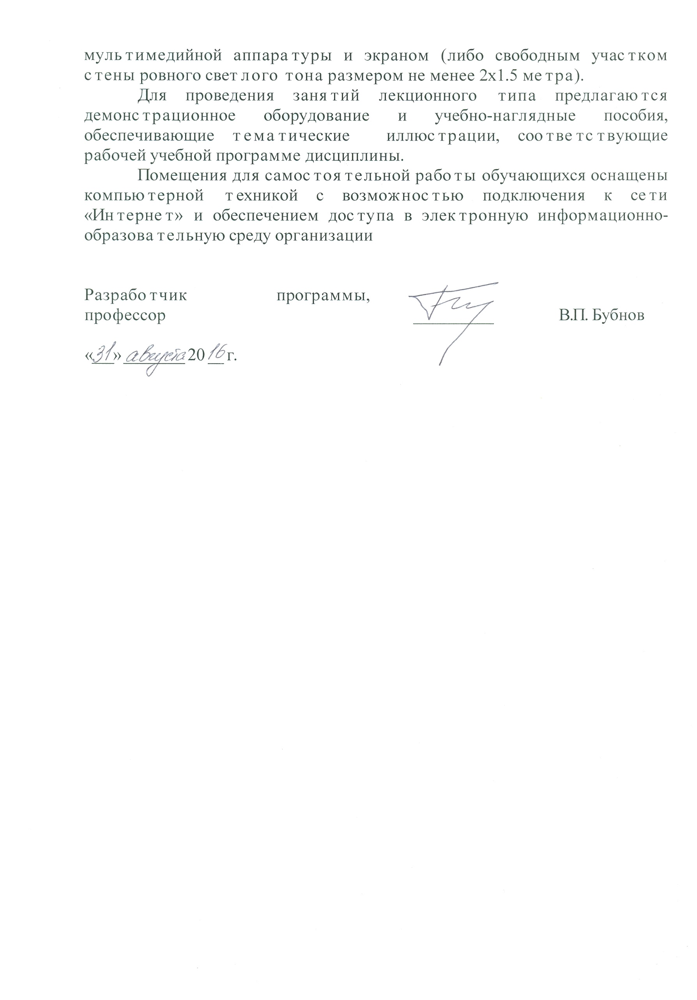 мультимедийной аппаратуры и экраном (либо свободным участком
стены ровного светлого тона размером не менее 2х1.5 метра).
Для проведения занятий лекционного типа предлагаются
демонстрационное оборудование и учебно-наглядные пособия,
обеспечивающие тематические иллюстрации, соответствующие
рабочей учебной программе дисциплины.
Помещения для самостоятельной работы обучающихся оснащены
компьютерной техникой с возможностью подключения к сети
«Интернет» и обеспечением доступа в электронную информационно-
образовательную среду организации
Разработчик программы,
профессор В.П. Бубнов
«31» августа 2016 г.